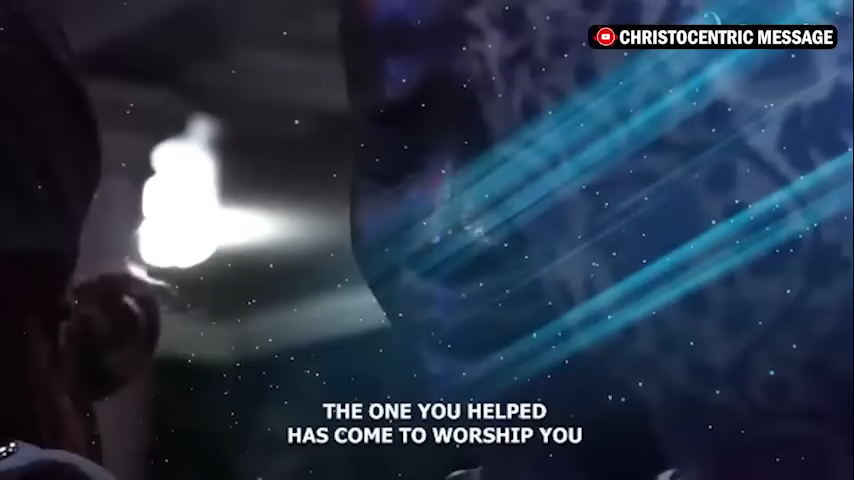 CHRISTOCENTRIC MESSAGE
THE ONE YOU HELPED
HAS COME TO WORSHIP YOU